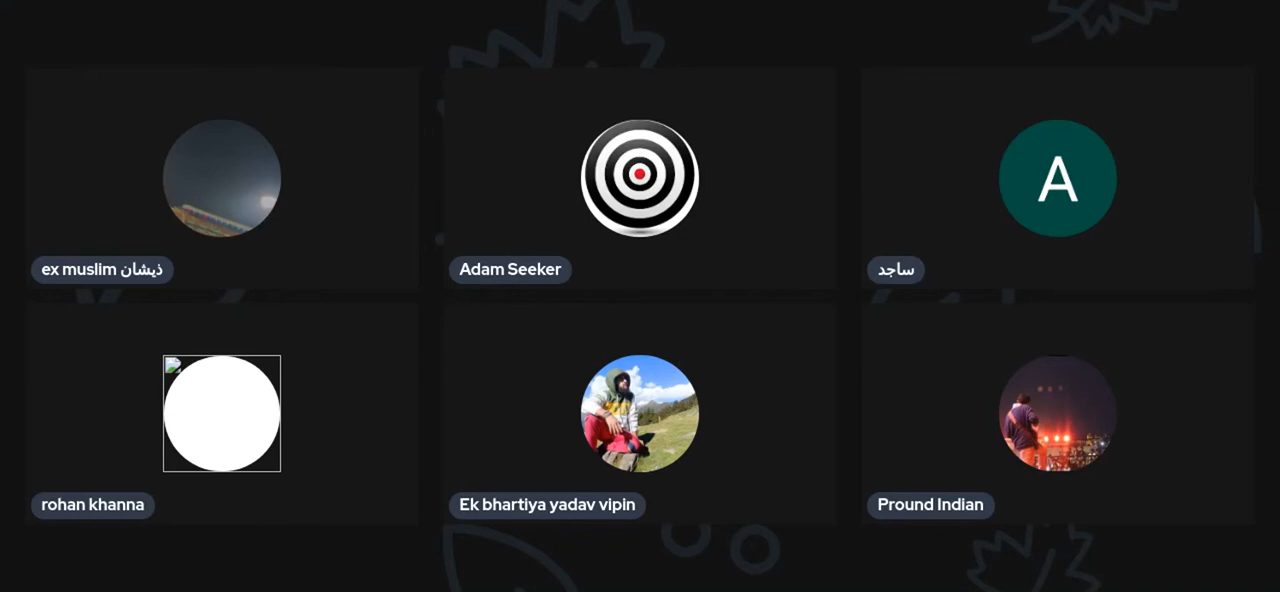 ex muslim ذیشان
Adam Seeker
A
ساجد
rohan khanna
Ek bhartiya yadav vipin
Pround Indian